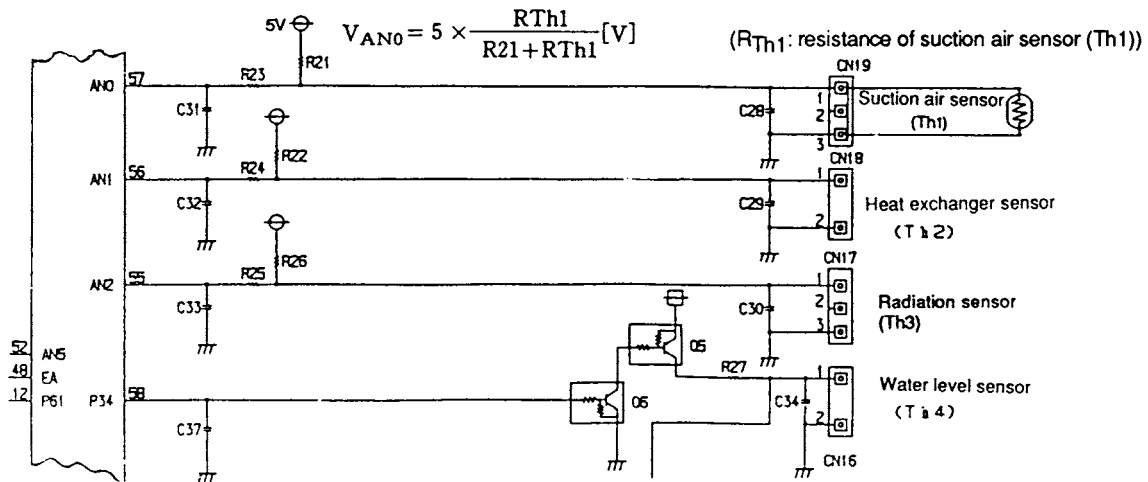 5V
V_AN0 = 5 × RTh1 / R21+RTh1 [V]
(RTh1: resistance of suction air sensor (Th1))
R21
AN0 57 R23
C31
C28
CN19
1
2
3
Suction air sensor
(Th1)
R22
AN1 56 R24
C32
C29
CN18
1
2
Heat exchanger sensor
(Th2)
R26
AN2 55 R25
C33
C30
CN17
1
2
3
Radiation sensor
(Th3)
52 AN5
48 EA
12 P61
P34 58
C37
Q5
Q6
R27
C34
1
2
CN16
Water level sensor
(Th4)